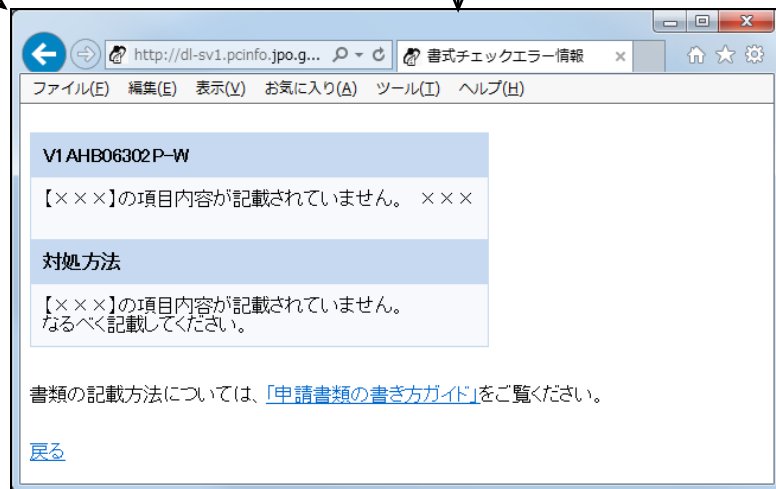 http://dl-sv1.pcinfo.jpo.g... 書式チェックエラー情報
ファイル(F) 編集(E) 表示(V) お気に入り(A) ツール(T) ヘルプ(H)
V1AHB06302P-W
【×××】の項目内容が記載されていません。 ×××
対処方法
【×××】の項目内容が記載されていません。
なるべく記載してください。
書類の記載方法については、「申請書類の書き方ガイド」をご覧ください。
戻る